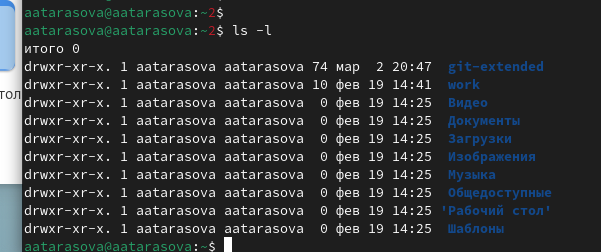 aatarasova@aatarasova:~2$
aatarasova@aatarasova:~2$ ls -l
итого 0
drwxr-xr-x. 1 aatarasova aatarasova 74 мар  2 20:47  git-extended
drwxr-xr-x. 1 aatarasova aatarasova 10 фев 19 14:41  work
drwxr-xr-x. 1 aatarasova aatarasova  0 фев 19 14:25  Видео
drwxr-xr-x. 1 aatarasova aatarasova  0 фев 19 14:25  Документы
drwxr-xr-x. 1 aatarasova aatarasova  0 фев 19 14:25  Загрузки
drwxr-xr-x. 1 aatarasova aatarasova  0 фев 19 14:25  Изображения
drwxr-xr-x. 1 aatarasova aatarasova  0 фев 19 14:25  Музыка
drwxr-xr-x. 1 aatarasova aatarasova  0 фев 19 14:25  Общедоступные
drwxr-xr-x. 1 aatarasova aatarasova  0 фев 19 14:25 'Рабочий стол'
drwxr-xr-x. 1 aatarasova aatarasova  0 фев 19 14:25  Шаблоны
aatarasova@aatarasova:~$